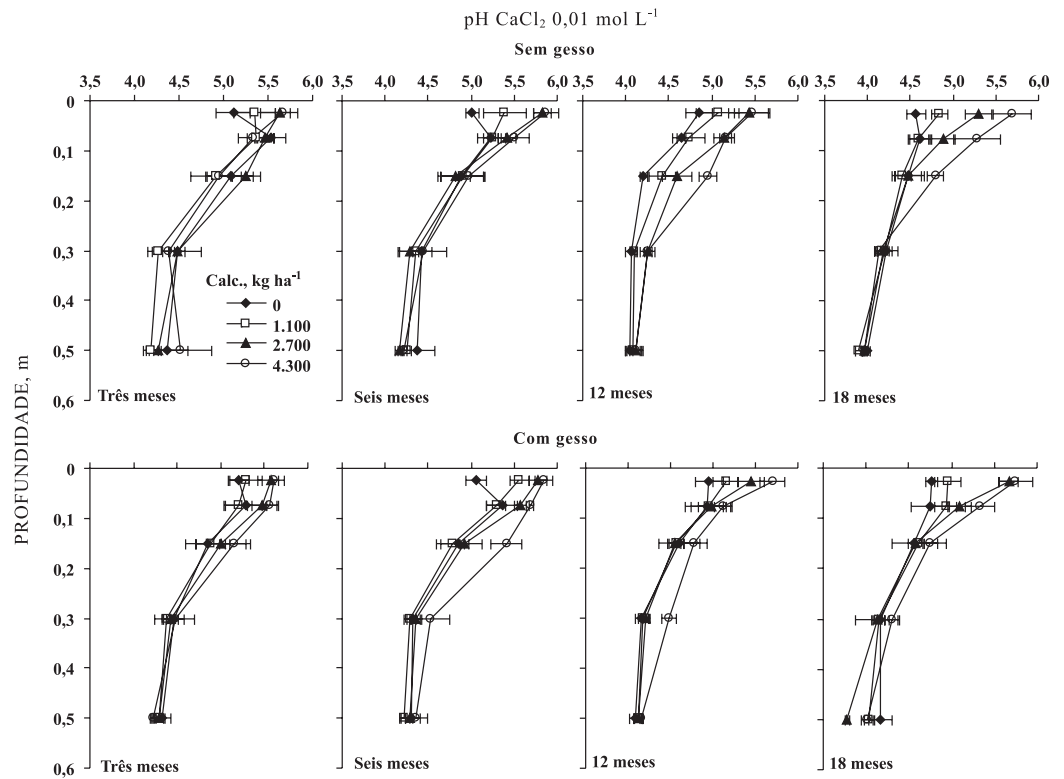 pH CaCl2 0,01 mol L-1
Sem gesso
3,5 4,0 4,5 5,0 5,5 6,0 3,5 4,0 4,5 5,0 5,5 6,0 3,5 4,0 4,5 5,0 5,5 6,0 3,5 4,0 4,5 5,0 5,5 6,0
0
0,1
0,2
0,3
0,4
0,5
0,6
Calc., kg ha-1
0
1.100
2.700
4.300
Três meses
Seis meses
12 meses
18 meses
PROFUNDIDADE, m
Com gesso
0
0,1
0,2
0,3
0,4
0,5
0,6
Três meses
Seis meses
12 meses
18 meses